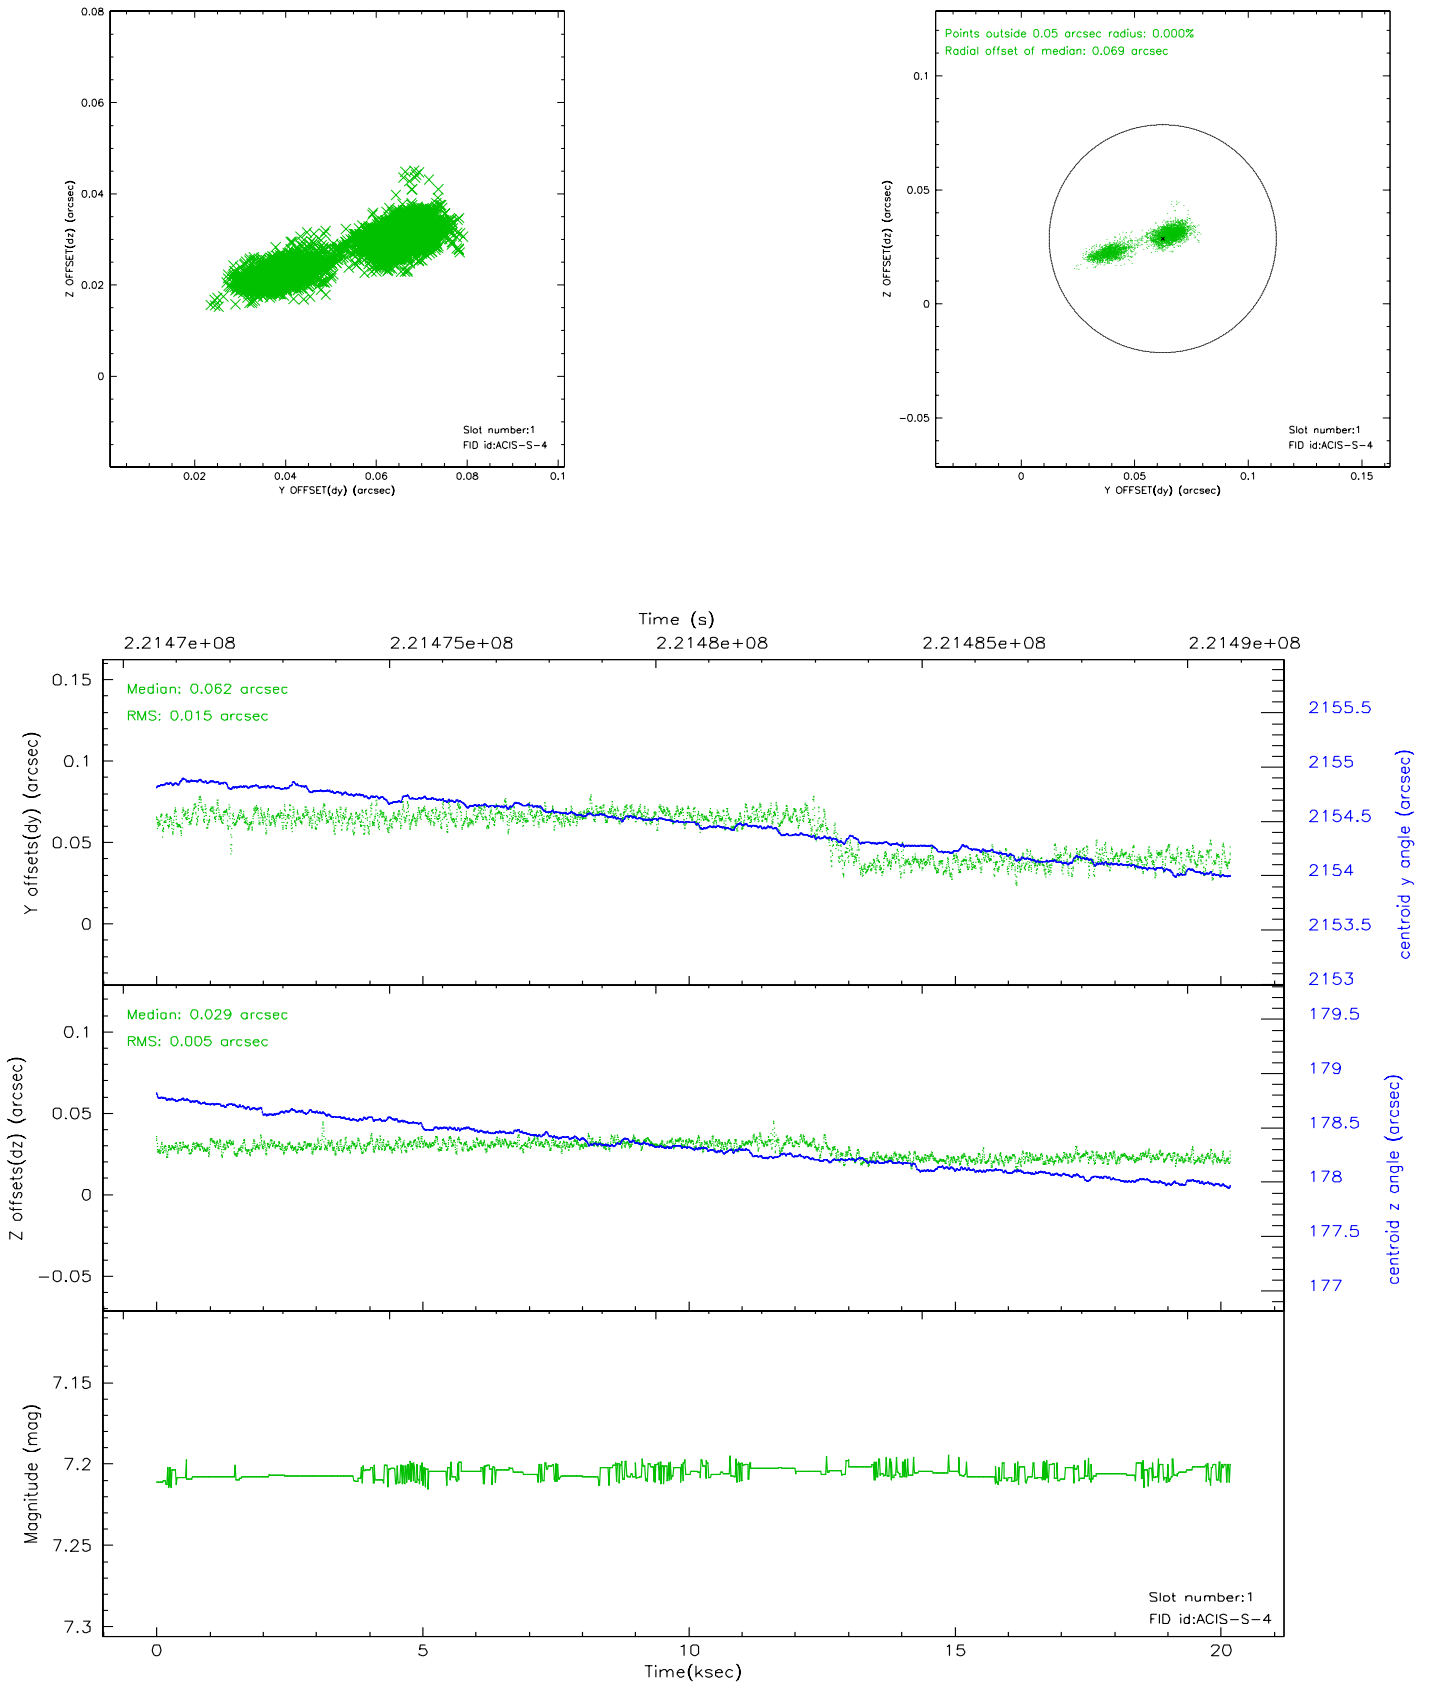 0.08
0.06
0.04
0.02
0
Z OFFSET(dz) (arcsec)
0.02
0.04
0.06
0.08
0.1
Y OFFSET(dy) (arcsec)
Slot number:1
FID id:ACIS-S-4
Points outside 0.05 arcsec radius: 0.000%
Radial offset of median: 0.069 arcsec
0.1
0.05
0
-0.05
Z OFFSET(dz) (arcsec)
Slot number:1
FID id:ACIS-S-4
0
0.05
0.1
0.15
Y OFFSET(dy) (arcsec)
Time (s)
2.2147e+08
2.21475e+08
2.2148e+08
2.21485e+08
2.2149e+08
Median: 0.062 arcsec
RMS: 0.015 arcsec
0.15
0.1
0.05
0
Y offsets(dy) (arcsec)
2155.5
2155
2154.5
2154
2153.5
2153
centroid y angle (arcsec)
Median: 0.029 arcsec
RMS: 0.005 arcsec
0.1
0.05
0
-0.05
Z offsets(dz) (arcsec)
179.5
179
178.5
178
177.5
177
centroid z angle (arcsec)
7.15
7.2
7.25
7.3
Magnitude (mag)
Slot number:1
FID id:ACIS-S-4
0
5
10
15
20
Time(ksec)